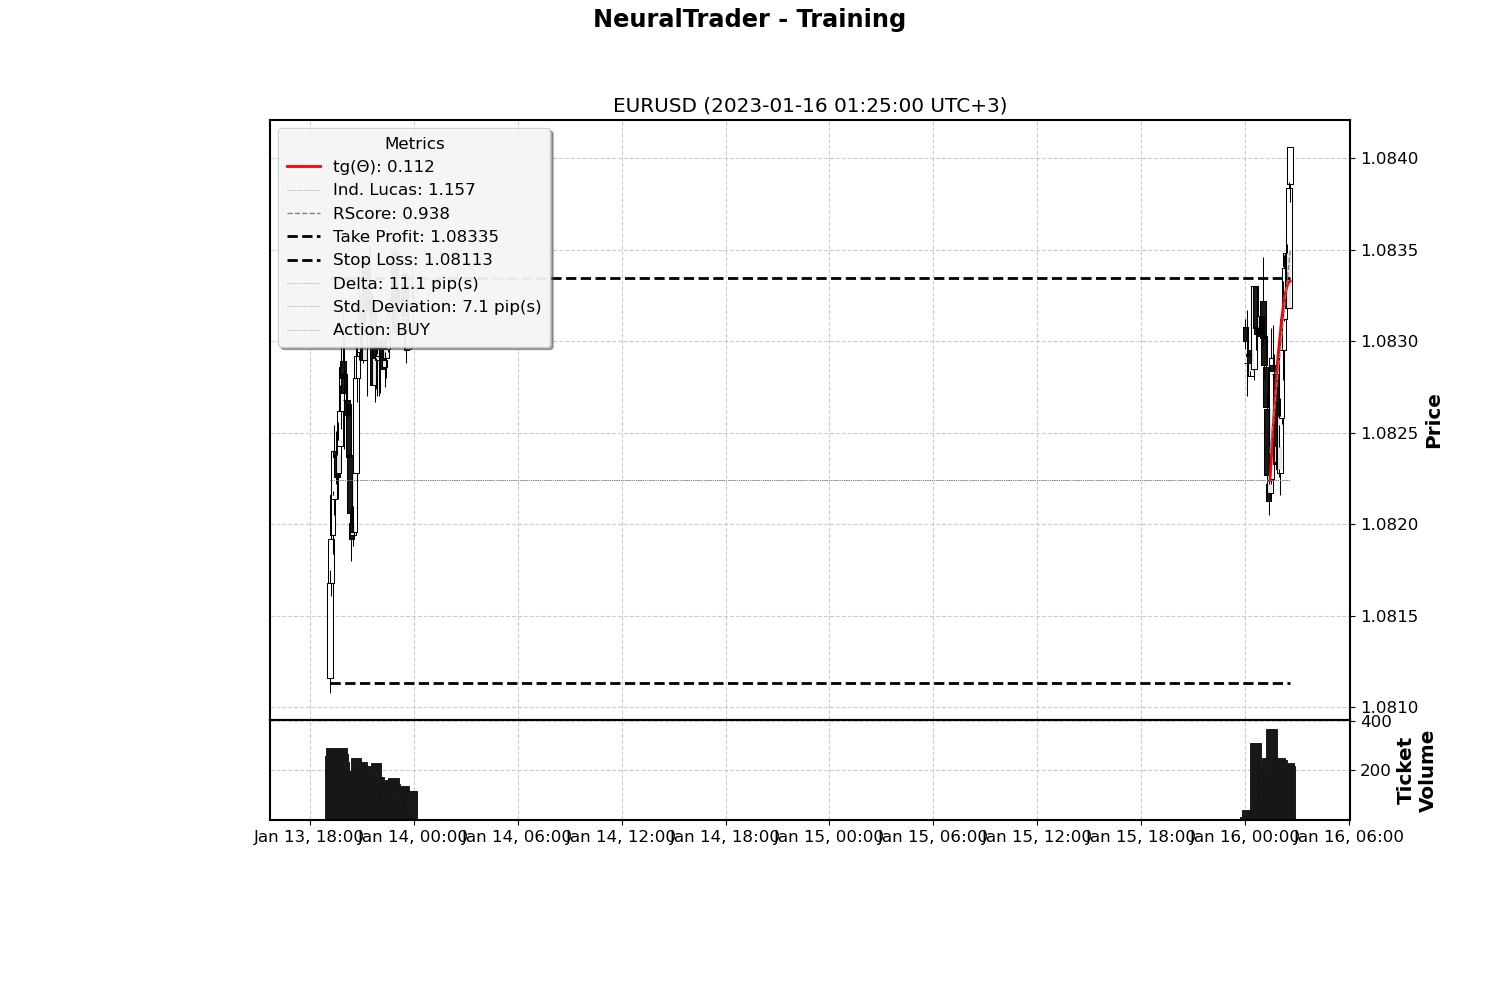 NeuralTrader - Training
EURUSD (2023-01-16 01:25:00 UTC+3)
Metrics
tg(Θ): 0.112
Ind. Lucas: 1.157
RScore: 0.938
Take Profit: 1.08335
Stop Loss: 1.08113
Delta: 11.1 pip(s)
Std. Deviation: 7.1 pip(s)
Action: BUY
1.0840
1.0835
1.0830
1.0825
1.0820
1.0815
1.0810
Price
400
200
Ticket
Volume
Jan 13, 18:00
Jan 14, 00:00
Jan 14, 06:00
Jan 14, 12:00
Jan 14, 18:00
Jan 15, 00:00
Jan 15, 06:00
Jan 15, 12:00
Jan 15, 18:00
Jan 16, 00:00
Jan 16, 06:00